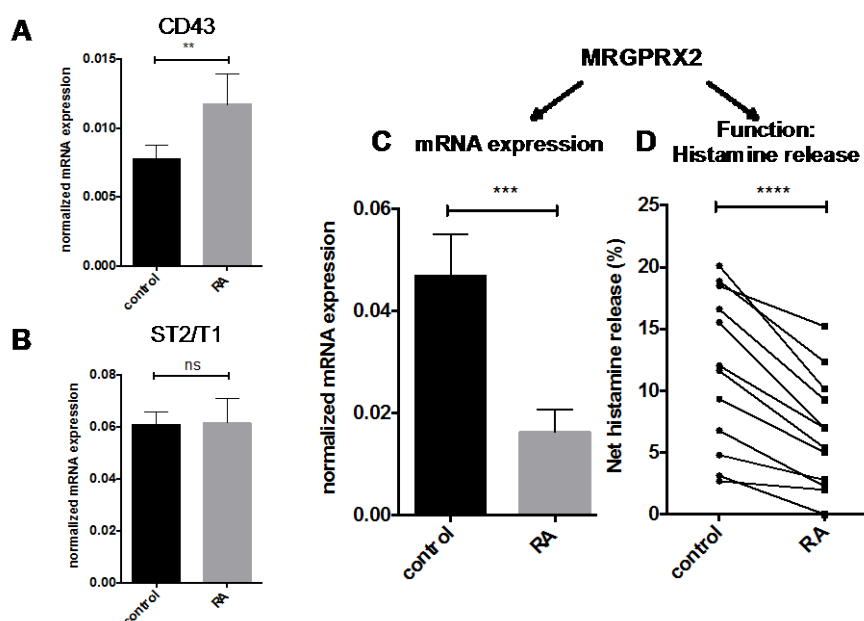 A
CD43
**
normalized mRNA expression
0.015
0.010
0.005
0.000
control
RA
B
ST2/T1
ns
normalized mRNA expression
0.08
0.06
0.04
0.02
0.00
control
RA
MRGPRX2
C
mRNA expression
***
normalized mRNA expression
0.06
0.04
0.02
0.00
control
RA
D
Function:
Histamine release
****
Net histamine release (%)
25
20
15
10
5
0
control
RA